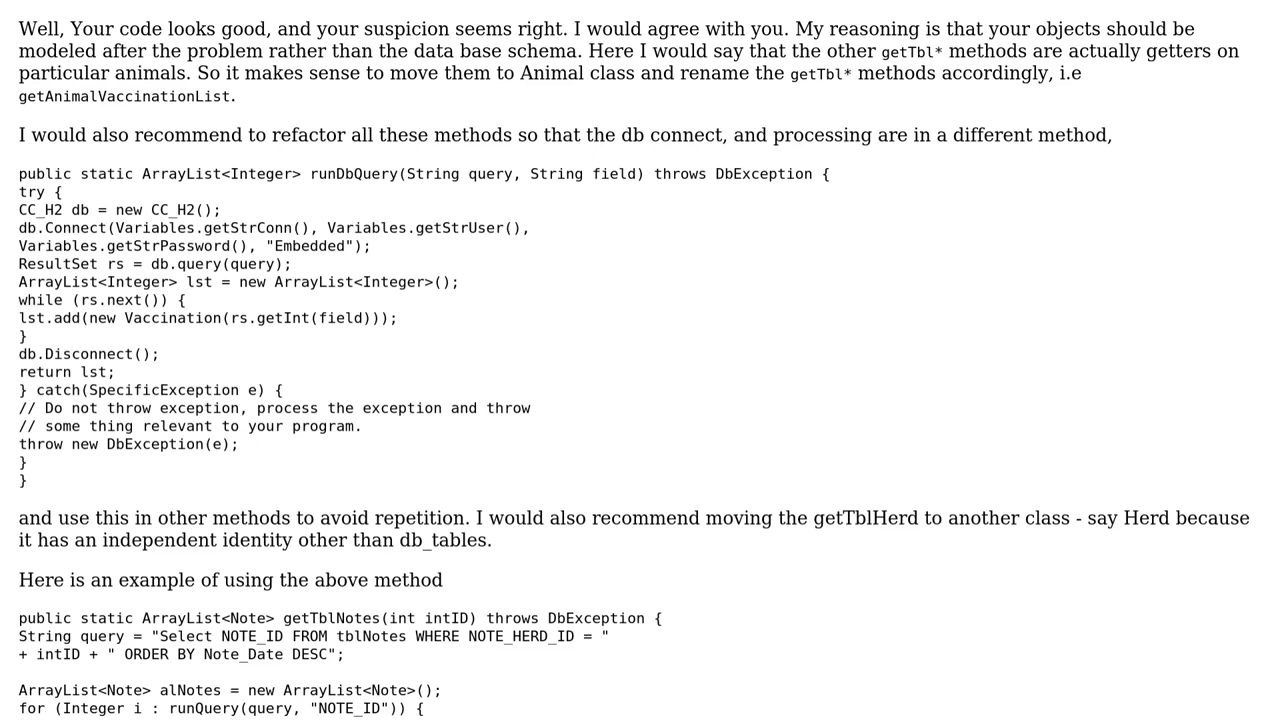 Well, Your code looks good, and your suspicion seems right. I would agree with you. My reasoning is that your objects should be
modeled after the problem rather than the data base schema. Here I would say that the other getTbl* methods are actually getters on
particular animals. So it makes sense to move them to Animal class and rename the getTbl* methods accordingly, i.e
getAnimalVaccinationList.
I would also recommend to refactor all these methods so that the db connect, and processing are in a different method,
public static ArrayList<Integer> runDbQuery(String query, String field) throws DbException {
try {
CC_H2 db = new CC_H2();
db.Connect(Variables.getStrConn(), Variables.getStrUser(),
Variables.getStrPassword(), "Embedded");
ResultSet rs = db.query(query);
ArrayList<Integer> lst = new ArrayList<Integer>();
while (rs.next()) {
lst.add(new Vaccination(rs.getInt(field)));
}
db.Disconnect();
return lst;
} catch(SpecificException e) {
// Do not throw exception, process the exception and throw
// some thing relevant to your program.
throw new DbException(e);
}
}
and use this in other methods to avoid repetition. I would also recommend moving the getTblHerd to another class - say Herd because
it has an independent identity other than db_tables.
Here is an example of using the above method
public static ArrayList<Note> getTblNotes(int intID) throws DbException {
String query = "Select NOTE_ID FROM tblNotes WHERE NOTE_HERD_ID = "
+ intID + " ORDER BY Note_Date DESC";
ArrayList<Note> alNotes = new ArrayList<Note>();
for (Integer i : runQuery(query, "NOTE_ID")) {